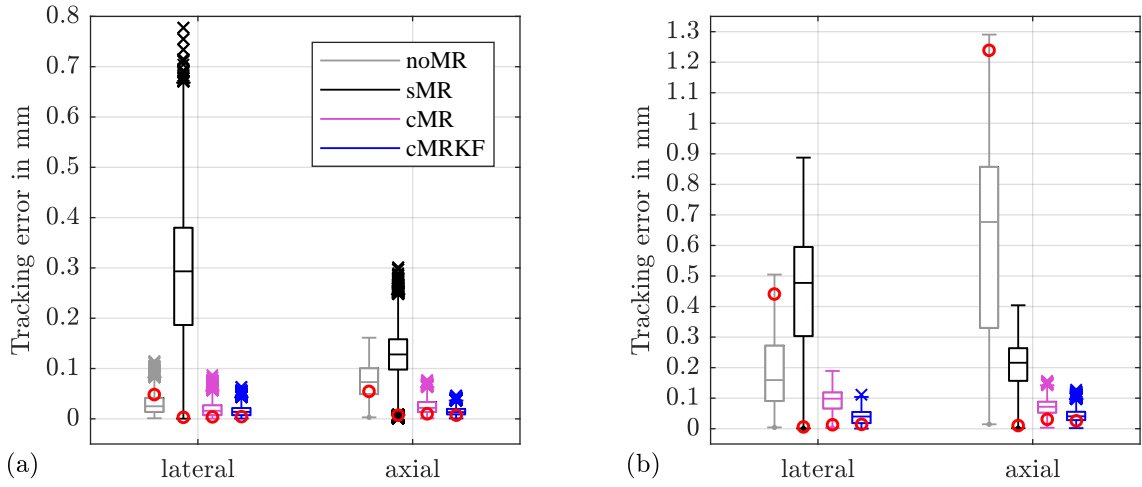 0.8
0.7
0.6
0.5
0.4
0.3
0.2
0.1
0
Tracking error in mm
noMR
sMR
cMR
cMRKF
lateral
axial
(a)
1.3
1.2
1.1
1
0.9
0.8
0.7
0.6
0.5
0.4
0.3
0.2
0.1
0
Tracking error in mm
lateral
axial
(b)